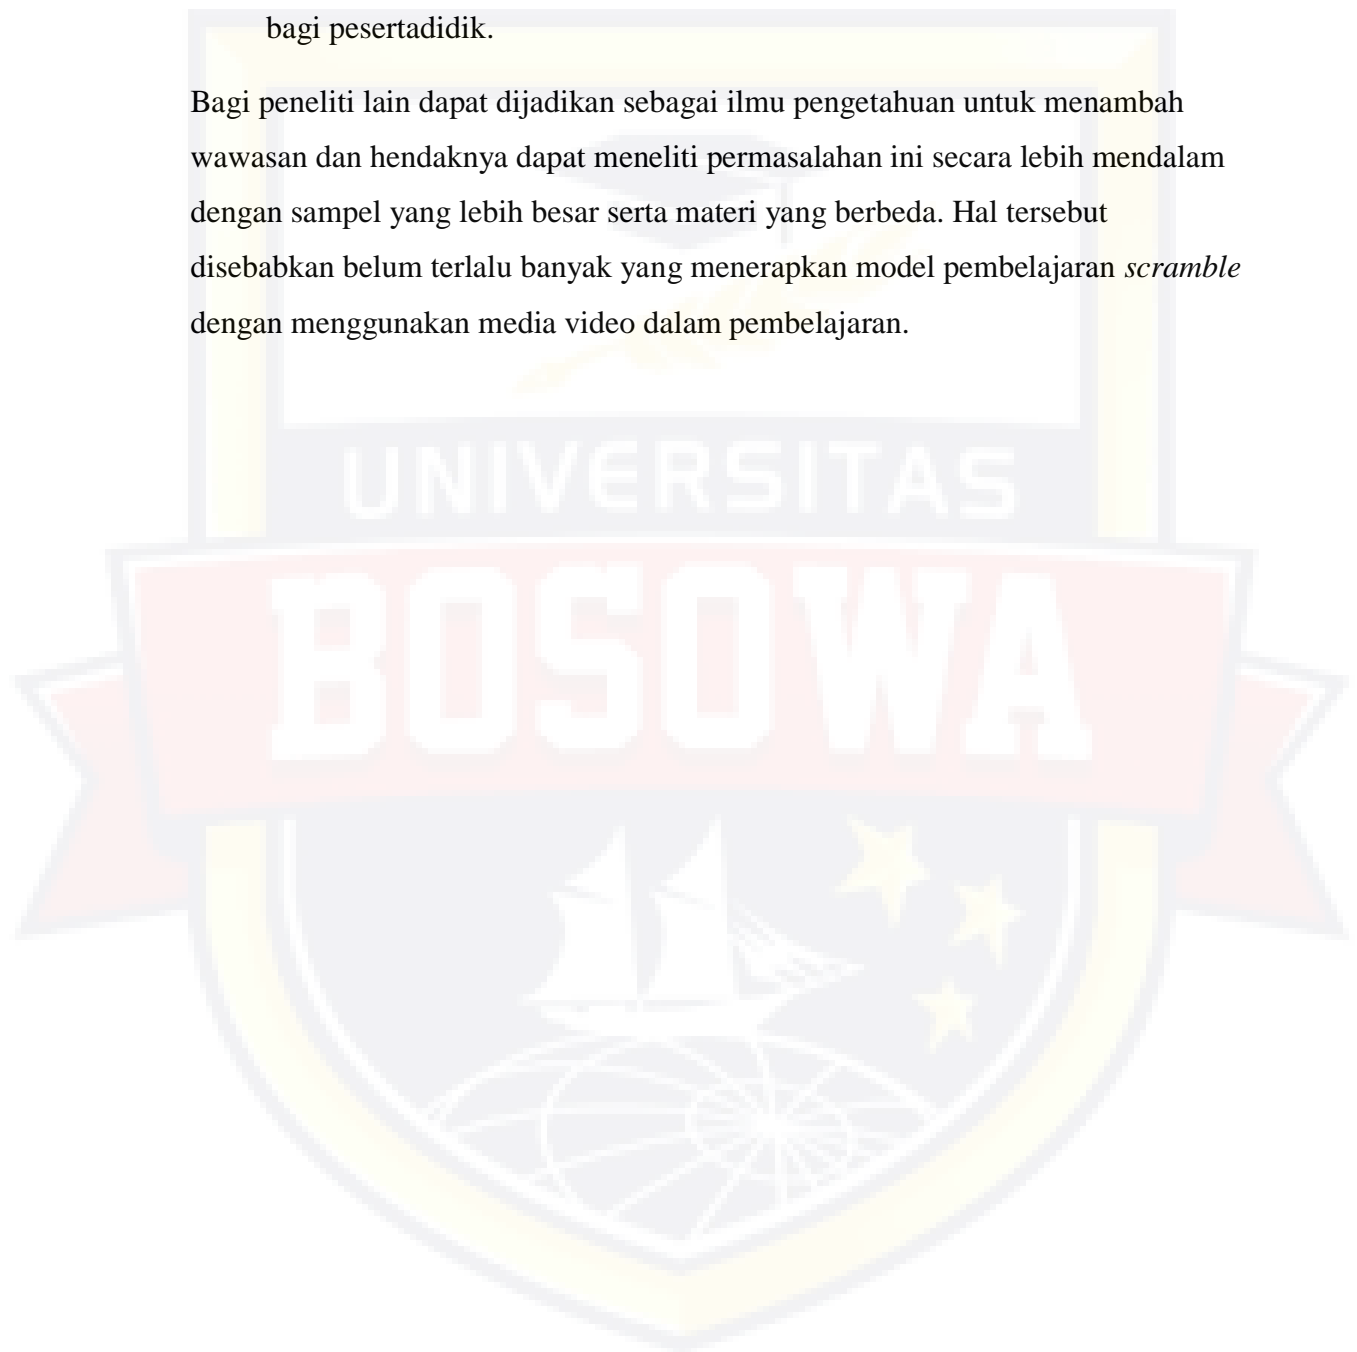 bagi pesertadidik.
Bagi peneliti lain dapat dijadikan sebagai ilmu pengetahuan untuk menambah
wawasan dan hendaknya dapat meneliti permasalahan ini secara lebih mendalam
dengan sampel yang lebih besar serta materi yang berbeda. Hal tersebut
disebabkan belum terlalu banyak yang menerapkan model pembelajaran scramble
dengan menggunakan media video dalam pembelajaran.
UNIVERSITAS
BOSOWA